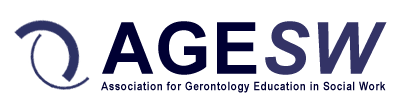 AGESW
Association for Gerontology Education in Social Work